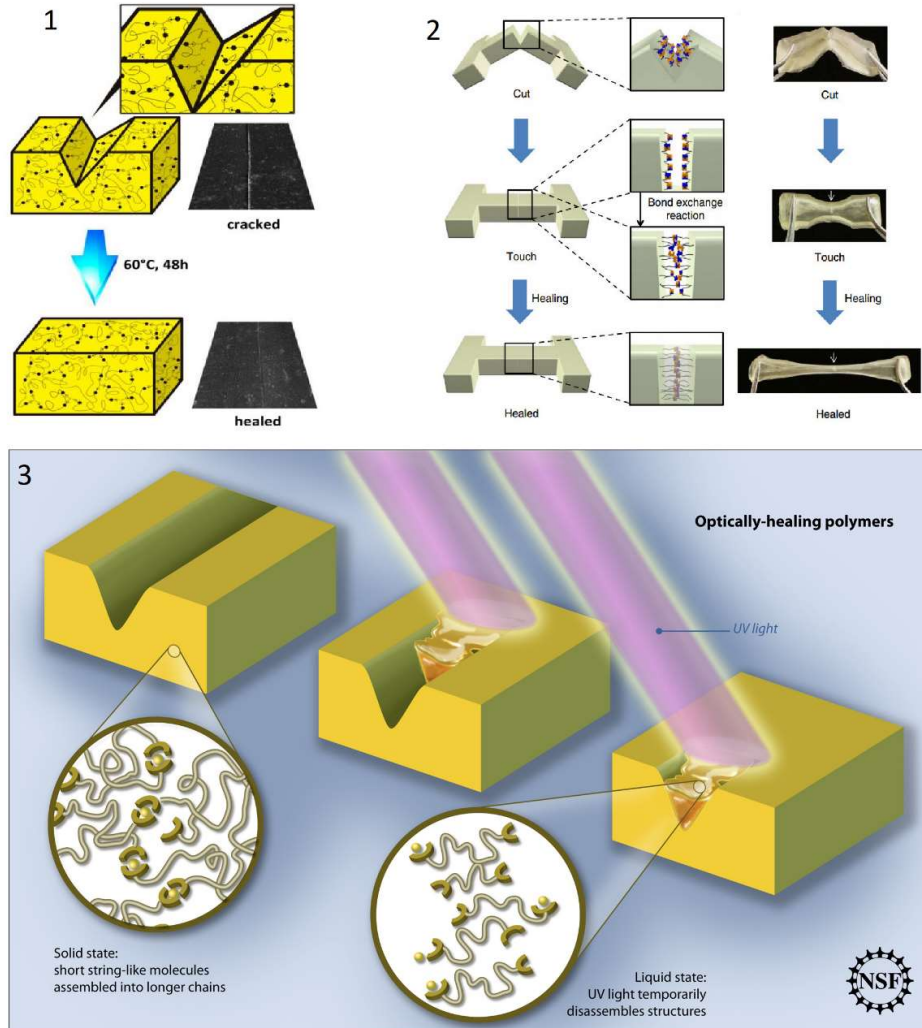 1
cracked
60°C, 48h
healed
2
Cut
Cut
Bond exchange
reaction
Touch
Touch
Healing
Healing
Healed
Healed
3
Optically-healing polymers
UV light
Solid state:
short string-like molecules
assembled into longer chains
Liquid state:
UV light temporarily
disassembles structures
NSF